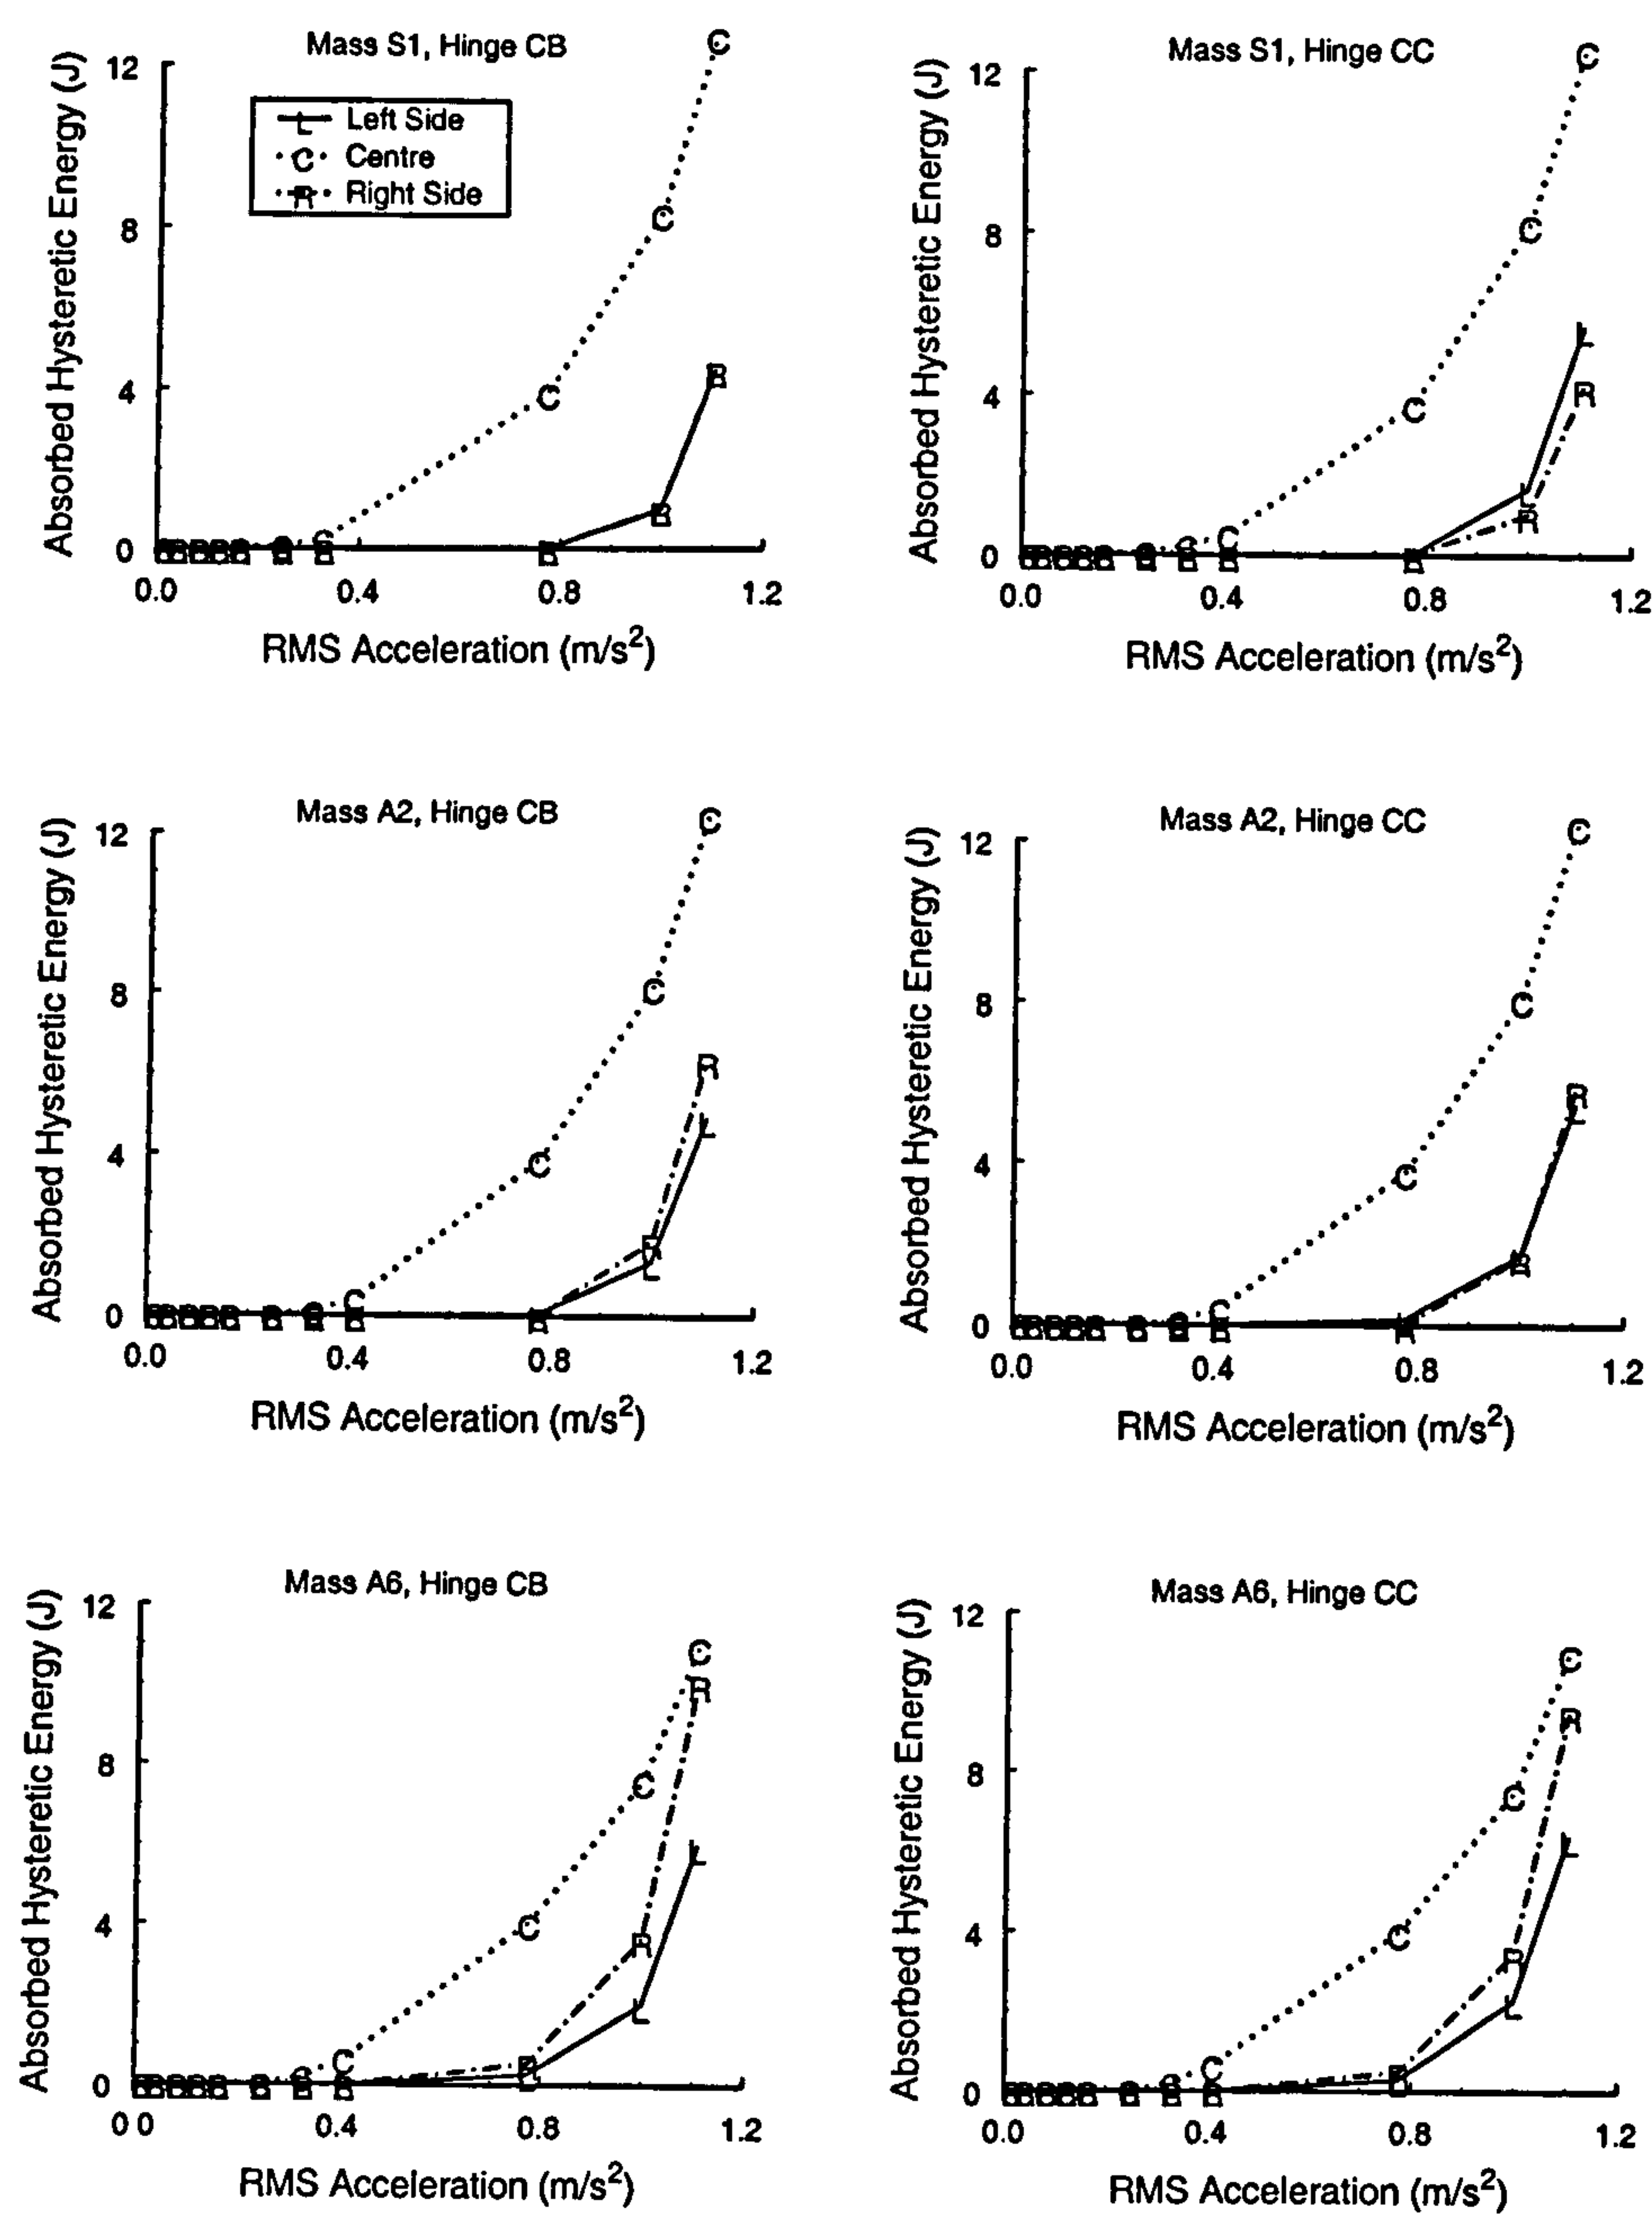 Mass S1, Hinge CB
Absorbed Hysteretic Energy (J)
12
8
4
0
L Left Side
C Centre
R Right Side
0.0 0.4 0.8 1.2
RMS Acceleration (m/s²)
Mass S1, Hinge CC
Absorbed Hysteretic Energy (J)
12
8
4
0
0.0 0.4 0.8 1.2
RMS Acceleration (m/s²)
Mass A2, Hinge CB
Absorbed Hysteretic Energy (J)
12
8
4
0
0.0 0.4 0.8 1.2
RMS Acceleration (m/s²)
Mass A2, Hinge CC
Absorbed Hysteretic Energy (J)
12
8
4
0
0.0 0.4 0.8 1.2
RMS Acceleration (m/s²)
Mass A6, Hinge CB
Absorbed Hysteretic Energy (J)
12
8
4
0
0 0 0.4 0.8 1.2
RMS Acceleration (m/s²)
Mass A6, Hinge CC
Absorbed Hysteretic Energy (J)
12
8
4
0
0.0 0.4 0.8 1.2
RMS Acceleration (m/s²)